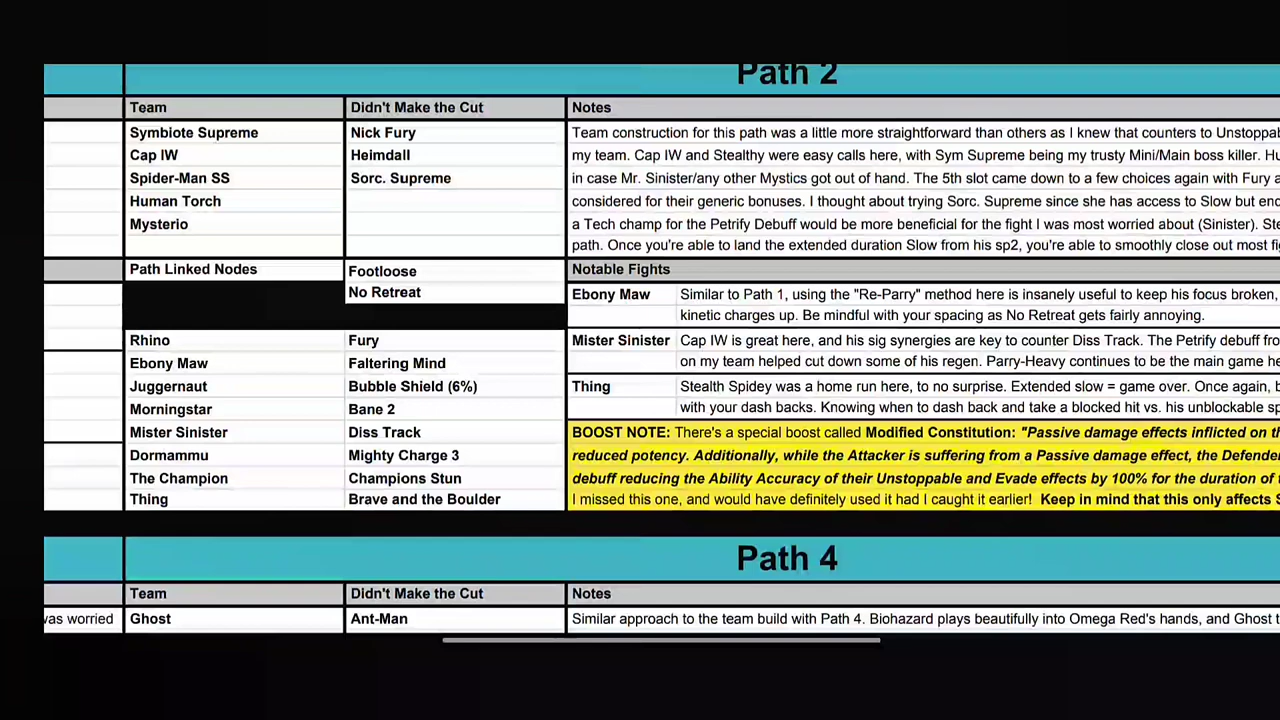 Path 2
Team Didn't Make the Cut Notes
Symbiote Supreme Nick Fury Team construction for this path was a little more straightforward than others as I knew that counters to
Cap IW Heimdall my team. Cap IW and Stealthy were easy calls here, with Sym Supreme being my trusty Mini/Main boss killer.
Spider-Man SS Sorc. Supreme in case Mr. Sinister/any other Mystics got out of hand. The 5th slot came down to a few choices again with Fury
Human Torch considered for their generic bonuses. I thought about trying Sorc. Supreme since she has access to Slow but
Mysterio a Tech champ for the Petrify Debuff would be more beneficial for the fight I was most worried about (Sinister).
path. Once you're able to land the extended duration Slow from his sp2, you're able to smoothly close out most
Path Linked Nodes Footloose Notable Fights
No Retreat
Ebony Maw Similar to Path 1, using the "Re-Parry" method here is insanely useful to keep his focus broken,
kinetic charges up. Be mindful with your spacing as No Retreat gets fairly annoying.
Rhino Fury Mister Sinister Cap IW is great here, and his sig synergies are key to counter Diss Track. The Petrify debuff
Ebony Maw Faltering Mind on my team helped cut down some of his regen. Parry-Heavy continues to be the main game
Juggernaut Bubble Shield (6%) Thing Stealth Spidey was a home run here, to no surprise. Extended slow = game over. Once again,
Morningstar Bane 2 with your dash backs. Knowing when to dash back and take a blocked hit vs. his unblockable
Mister Sinister Diss Track BOOST NOTE: There's a special boost called Modified Constitution: "Passive damage effects inflicted on
Dormammu Mighty Charge 3 reduced potency. Additionally, while the Attacker is suffering from a Passive damage effect, the
The Champion Champions Stun debuff reducing the Ability Accuracy of their Unstoppable and Evade effects by 100% for the duration of
Thing Brave and the Boulder I missed this one, and would have definitely used it had I caught it earlier! Keep in mind that this only affects
Path 4
Team Didn't Make the Cut Notes
was worried Ghost Ant-Man Similar approach to the team build with Path 4. Biohazard plays beautifully into Omega Red's hands, and Ghost